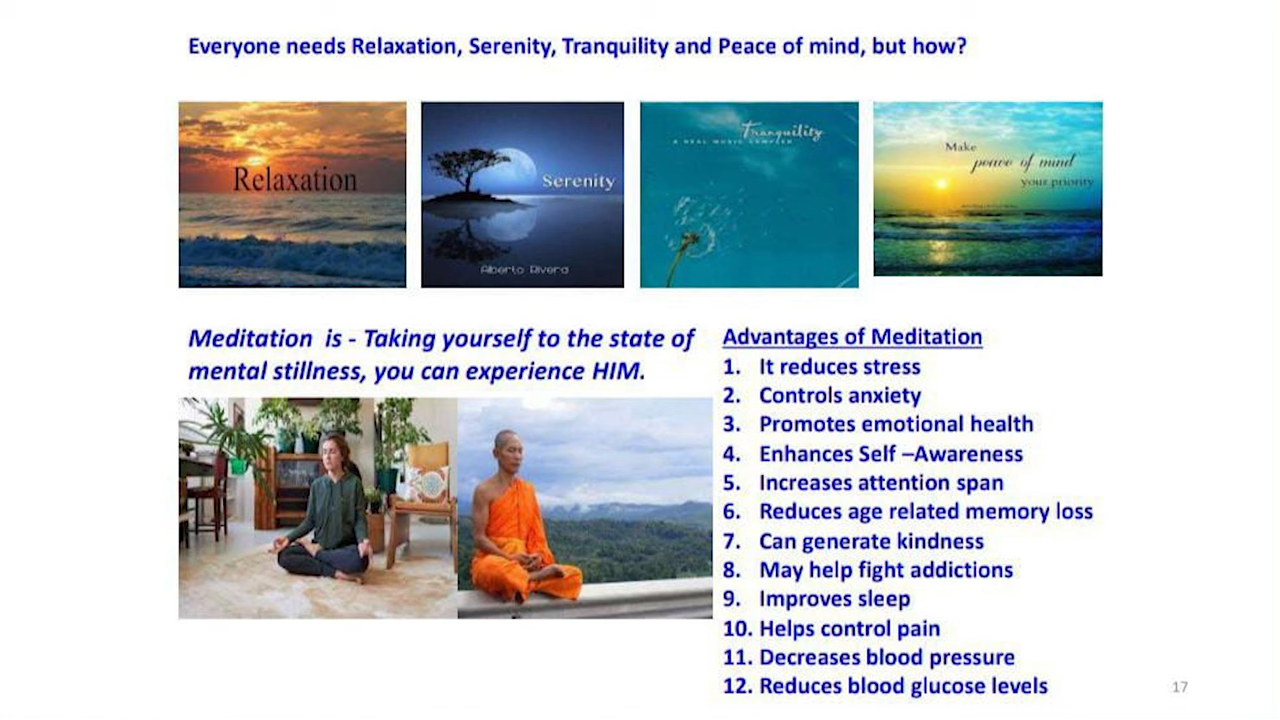 Everyone needs Relaxation, Serenity, Tranquility and Peace of mind, but how?
Relaxation
Serenity
Alberto Rivera
Tranquility
A REAL MUSIC SAMPLER
Make
peace of mind
your priority
Meditation is - Taking yourself to the state of
mental stillness, you can experience HIM.
Advantages of Meditation
1. It reduces stress
2. Controls anxiety
3. Promotes emotional health
4. Enhances Self –Awareness
5. Increases attention span
6. Reduces age related memory loss
7. Can generate kindness
8. May help fight addictions
9. Improves sleep
10. Helps control pain
11. Decreases blood pressure
12. Reduces blood glucose levels
17